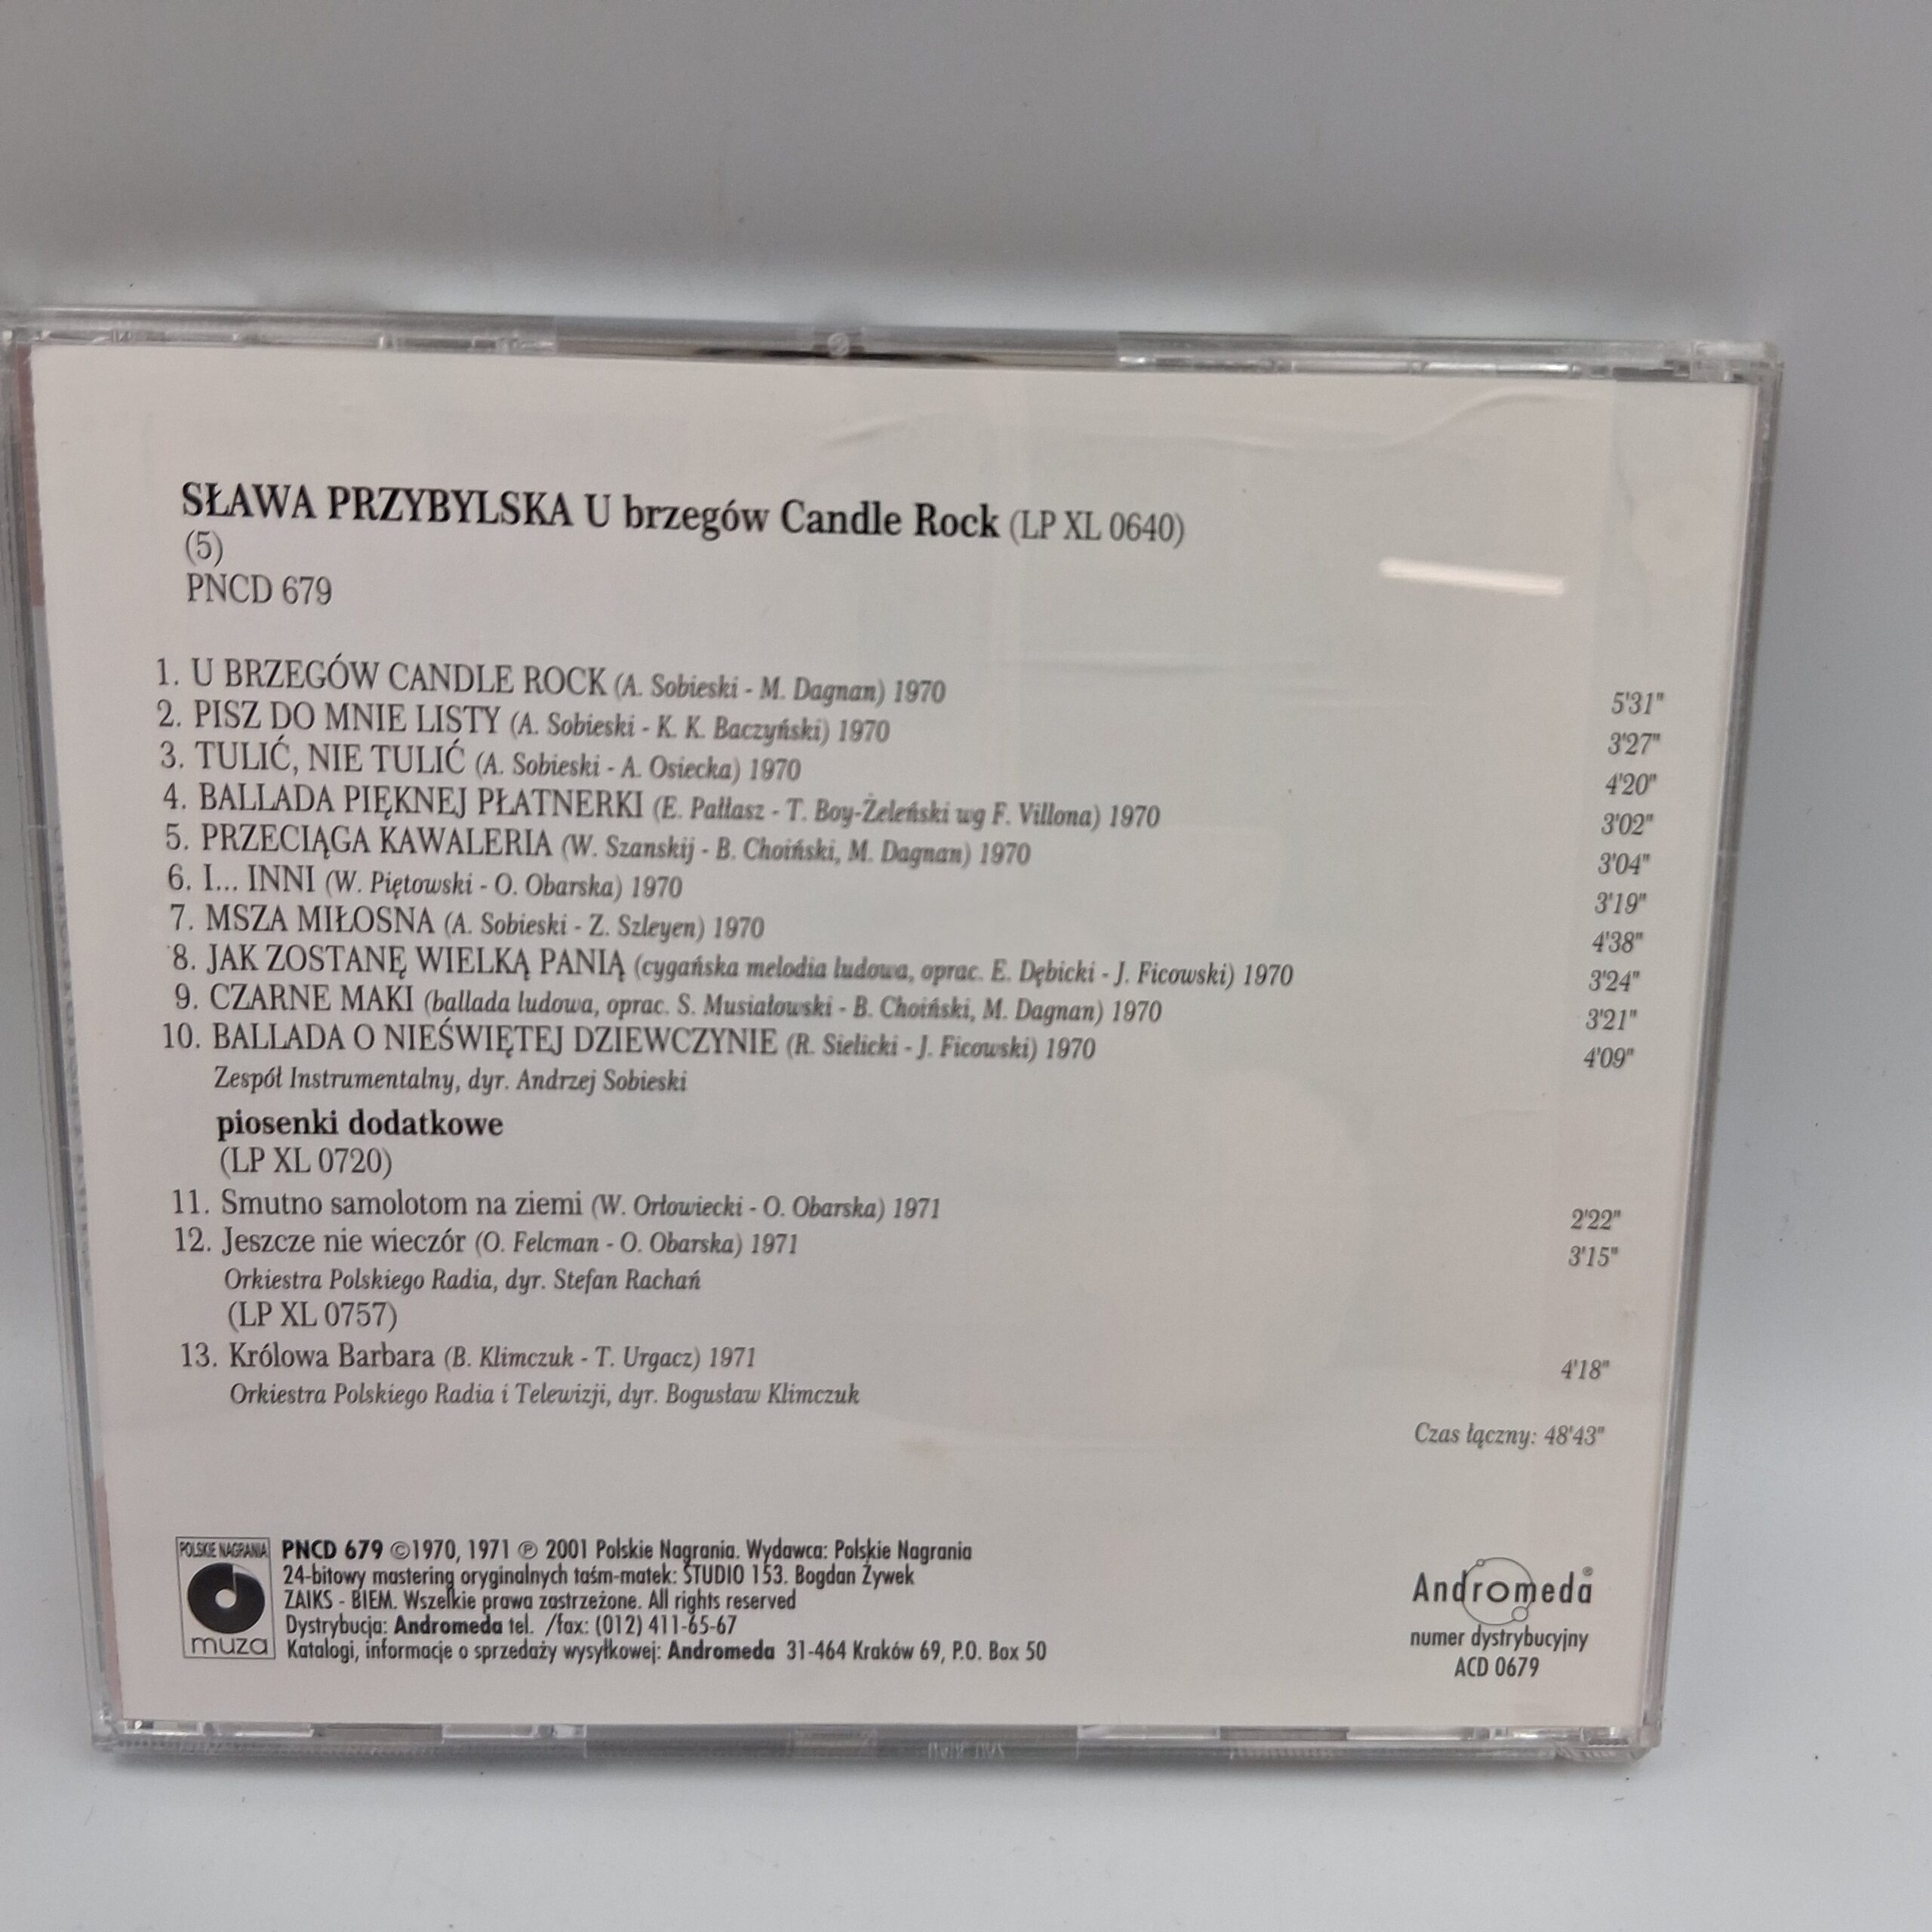 SŁAWA PRZYBYLSKA U brzegów Candle Rock (LP XL 0640)
(5)
PNCD 679
1. U BRZEGÓW CANDLE ROCK (A. Sobieski - M. Dagnan) 1970 5'31"
2. PISZ DO MNIE LISTY (A. Sobieski - K. K. Baczyński) 1970 3'27"
3. TULIĆ, NIE TULIĆ (A. Sobieski - A. Osiecka) 1970 4'20"
4. BALLADA PIĘKNEJ PŁATNERKI (E. Pałłasz - T. Boy-Żeleński wg F. Villona) 1970 3'02"
5. PRZECIĄGA KAWALERIA (W. Szanskij - B. Choiński, M. Dagnan) 1970 3'04"
6. I... INNI (W. Piętowski - O. Obarska) 1970 3'19"
7. MSZA MIŁOSNA (A. Sobieski - Z. Szleyen) 1970 4'38"
8. JAK ZOSTANĘ WIELKĄ PANIĄ (cygańska melodia ludowa, oprac. E. Dębicki - J. Ficowski) 1970 3'24"
9. CZARNE MAKI (ballada ludowa, oprac. S. Musiałowski - B. Choiński, M. Dagnan) 1970 3'21"
10. BALLADA O NIEŚWIĘTEJ DZIEWCZYNIE (R. Sielicki - J. Ficowski) 1970 4'09"
Zespół Instrumentalny, dyr. Andrzej Sobieski
piosenki dodatkowe
(LP XL 0720)
11. Smutno samolotom na ziemi (W. Orłowiecki - O. Obarska) 1971 2'22"
12. Jeszcze nie wieczór (O. Felcman - O. Obarska) 1971 3'15"
Orkiestra Polskiego Radia, dyr. Stefan Rachań
(LP XL 0757)
13. Królowa Barbara (B. Klimczuk - T. Urgacz) 1971 4'18"
Orkiestra Polskiego Radia i Telewizji, dyr. Bogusław Klimczuk
Czas łączny: 48'43"
POLSKIE NAGRANIA
muza
PNCD 679 ©1970, 1971 ℗ 2001 Polskie Nagrania. Wydawca: Polskie Nagrania
24-bitowy mastering oryginalnych taśm-matek: STUDIO 153. Bogdan Żywek
ZAIKS - BIEM. Wszelkie prawa zastrzeżone. All rights reserved
Dystrybucja: Andromeda tel. /fax: (012) 411-65-67
Katalogi, informacje o sprzedaży wysyłkowej: Andromeda 31-464 Kraków 69, P.O. Box 50
Andromeda®
numer dystrybucyjny
ACD 0679